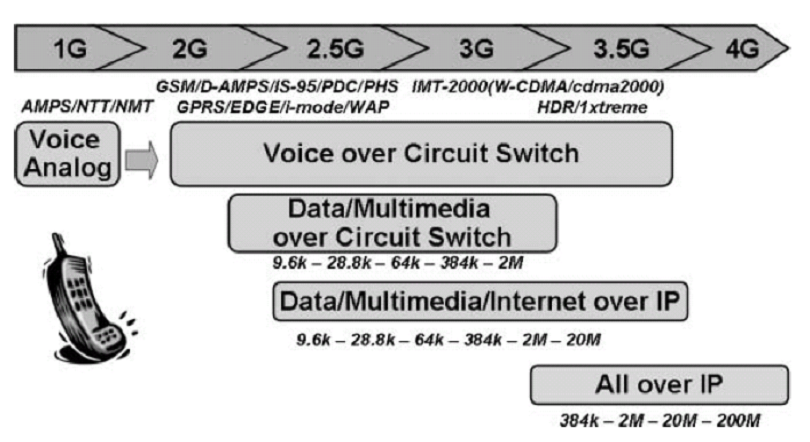 1G 2G 2.5G 3G 3.5G 4G
GSM/D-AMPS/IS-95/PDC/PHS IMT-2000(W-CDMA/cdma2000)
AMPS/NTT/NMT GPRS/EDGE/i-mode/WAP HDR/1xtreme
Voice
Analog
Voice over Circuit Switch
Data/Multimedia
over Circuit Switch
9.6k – 28.8k – 64k – 384k – 2M
Data/Multimedia/Internet over IP
9.6k – 28.8k – 64k – 384k – 2M – 20M
All over IP
384k – 2M – 20M – 200M